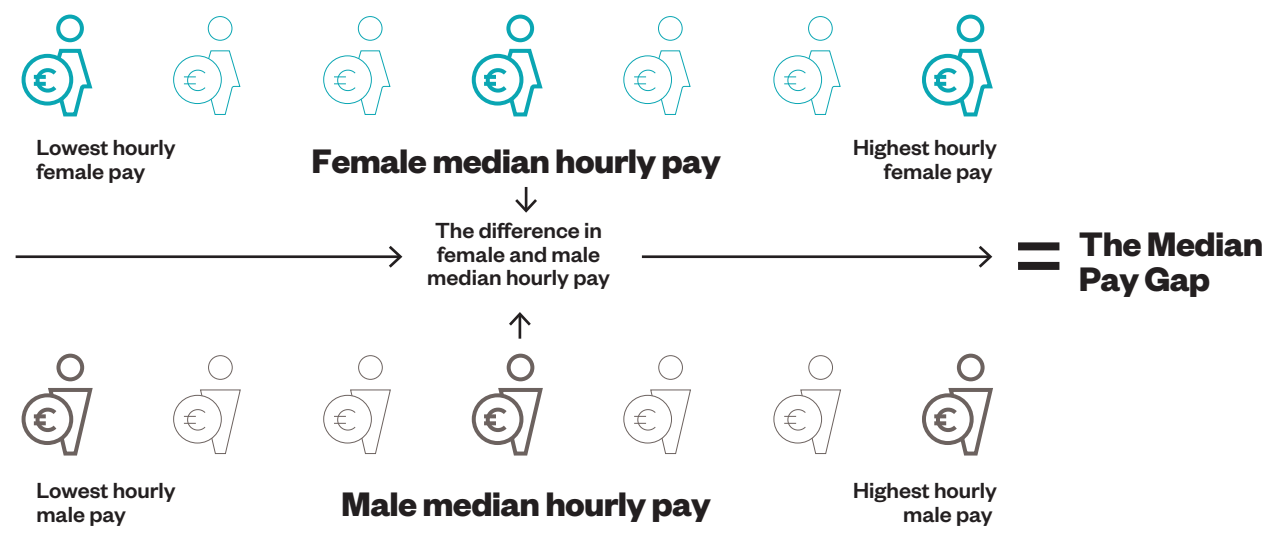 € € € € € € €
Lowest hourly
female pay
Female median hourly pay
Highest hourly
female pay
The difference in
female and male
median hourly pay
= The Median
Pay Gap
€ € € € € € €
Lowest hourly
male pay
Male median hourly pay
Highest hourly
male pay